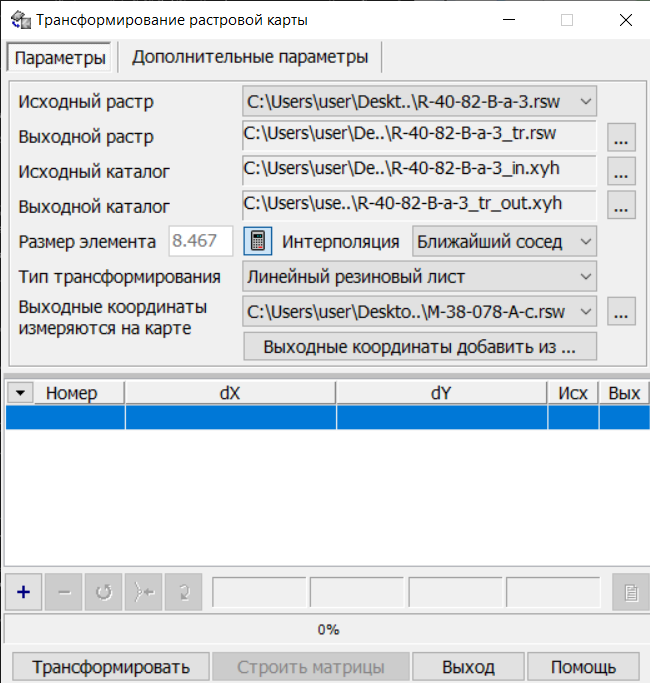 Трансформирование растровой карты
Параметры Дополнительные параметры
Исходный растр C:\Users\user\Deskt..\R-40-82-B-a-3.rsw
Выходной растр C:\Users\user\De..\R-40-82-B-a-3_tr.rsw ...
Исходный каталог C:\Users\user\De..\R-40-82-B-a-3_in.xyh ...
Выходной каталог C:\Users\use..\R-40-82-B-a-3_tr_out.xyh ...
Размер элемента 8.467 Интерполяция Ближайший сосед
Тип трансформирования Линейный резиновый лист
Выходные координаты
измеряются на карте C:\Users\user\Deskto..\M-38-078-A-c.rsw ...
Выходные координаты добавить из ...
Номер dX dY Исх Вых
0%
Трансформировать Строить матрицы Выход Помощь